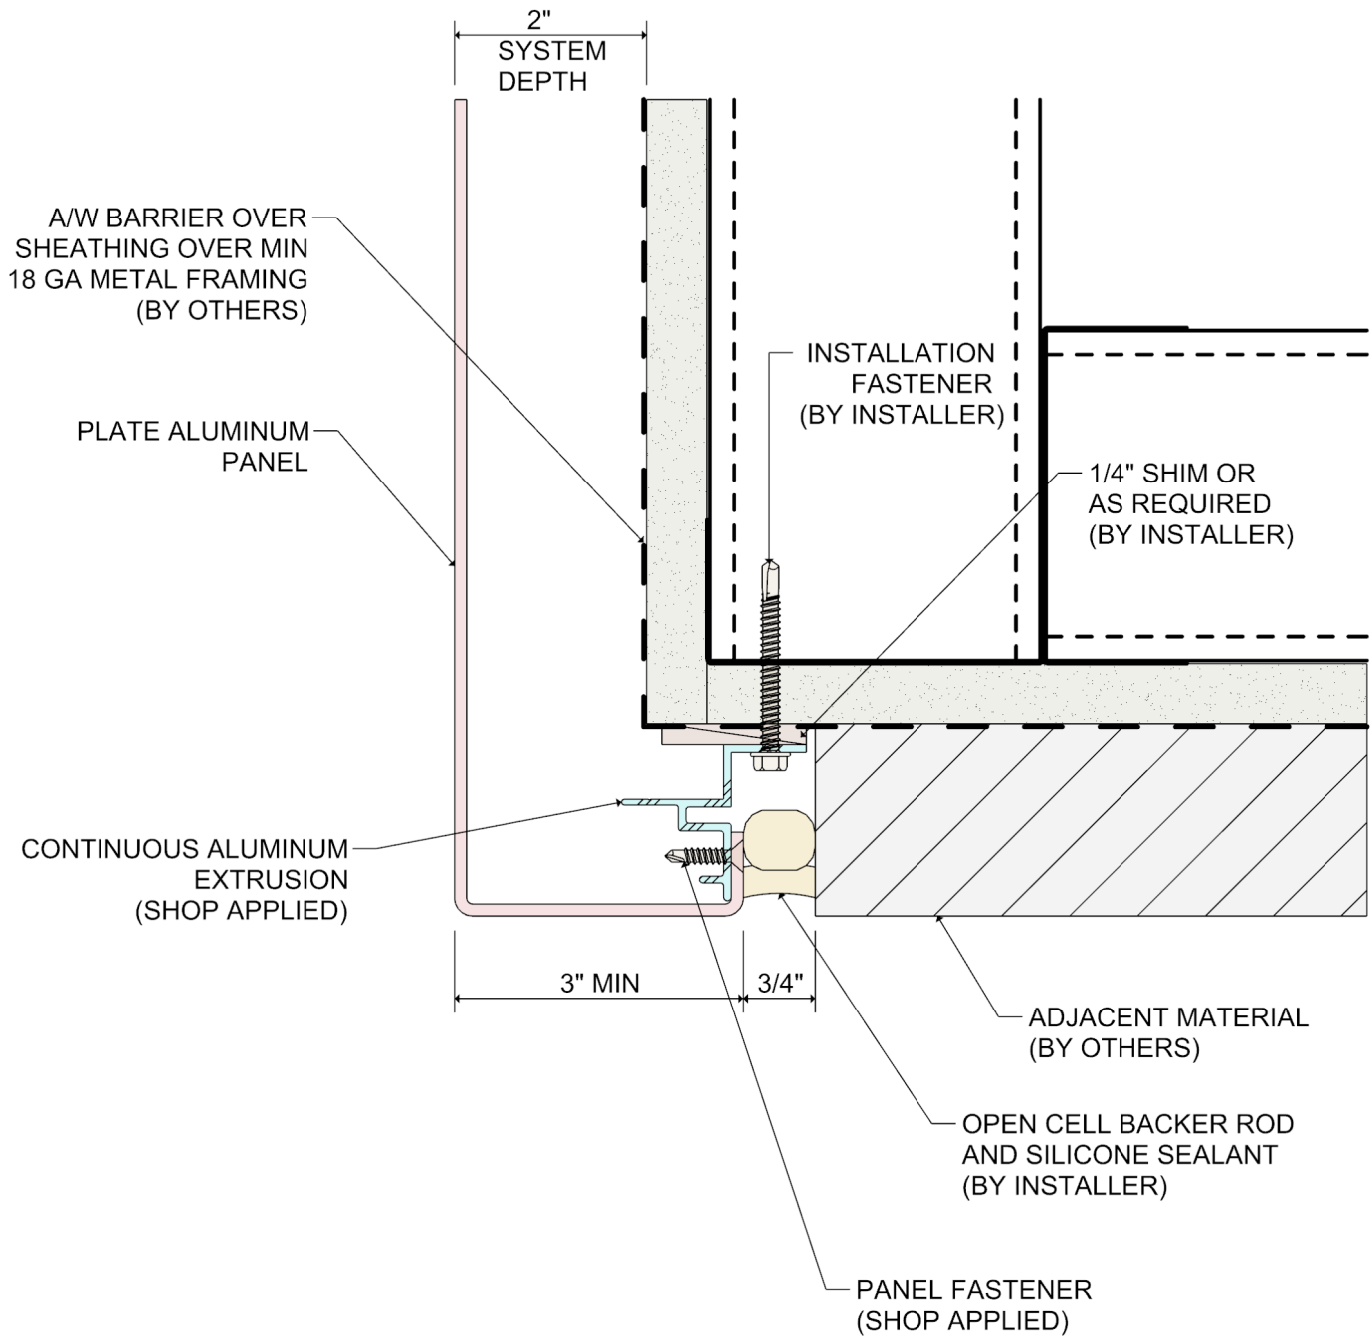 2"
SYSTEM
DEPTH
A/W BARRIER OVER
SHEATHING OVER MIN
18 GA METAL FRAMING
(BY OTHERS)
INSTALLATION
FASTENER
(BY INSTALLER)
PLATE ALUMINUM
PANEL
1/4" SHIM OR
AS REQUIRED
(BY INSTALLER)
CONTINUOUS ALUMINUM
EXTRUSION
(SHOP APPLIED)
3" MIN
3/4"
ADJACENT MATERIAL
(BY OTHERS)
OPEN CELL BACKER ROD
AND SILICONE SEALANT
(BY INSTALLER)
PANEL FASTENER
(SHOP APPLIED)